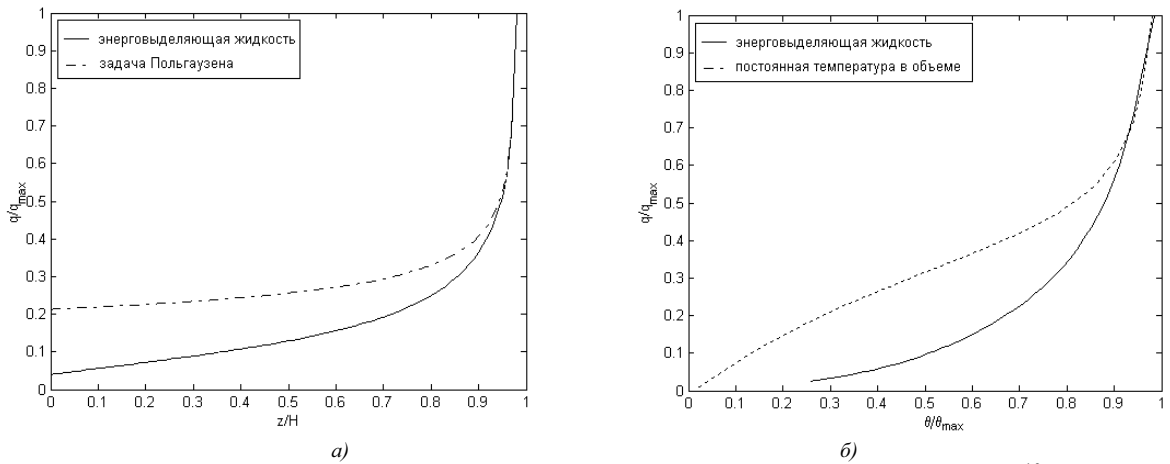 1
0.9
0.8
0.7
0.6
0.5
0.4
0.3
0.2
0.1
0
q/q max
энерговыделяющая жидкость
задача Польгаузена
0 0.1 0.2 0.3 0.4 0.5 0.6 0.7 0.8 0.9 1
z/H
а)
1
0.9
0.8
0.7
0.6
0.5
0.4
0.3
0.2
0.1
0
q/q max
энерговыделяющая жидкость
постоянная температура в объеме
0 0.1 0.2 0.3 0.4 0.5 0.6 0.7 0.8 0.9 1
θ/θ max
б)